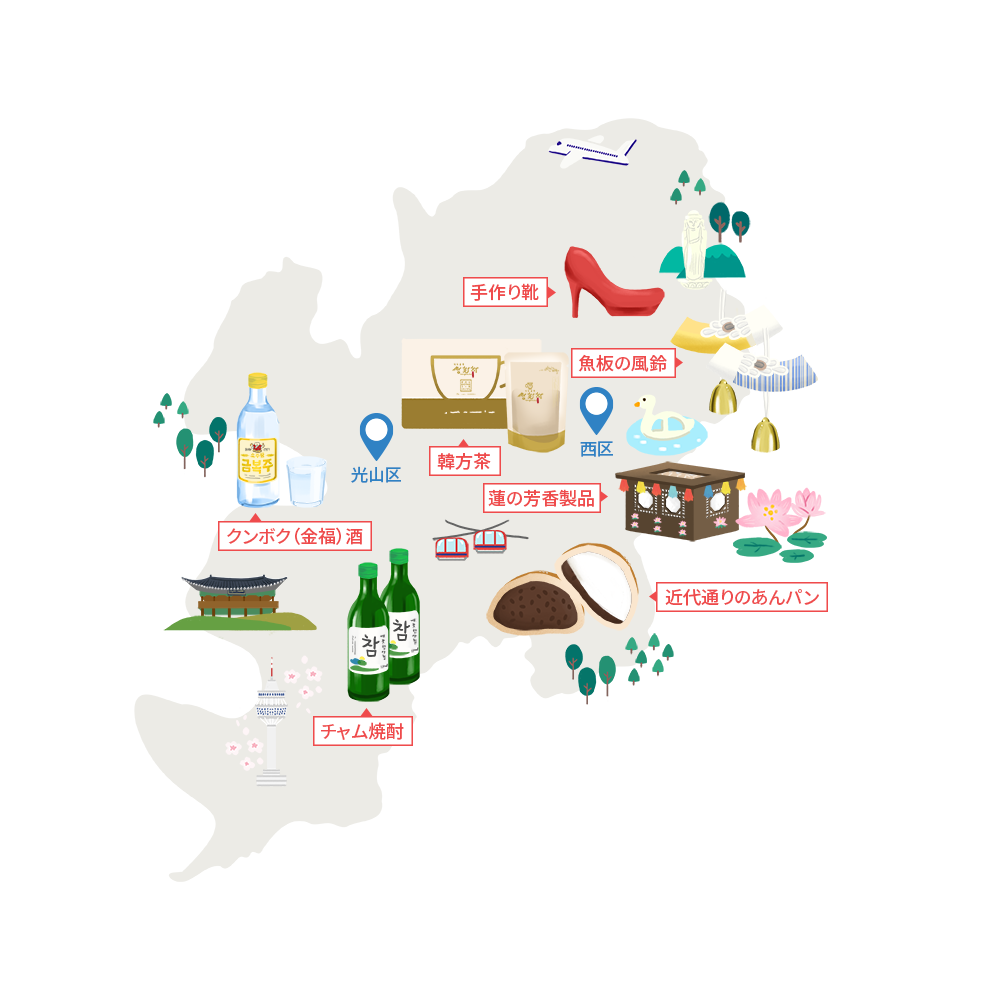 手作り靴
魚板の風鈴
光山区
西区
韓方茶
蓮の芳香製品
금복주
クンボク（金福）酒
近代通りのあんパン
참
참
チャム焼酎